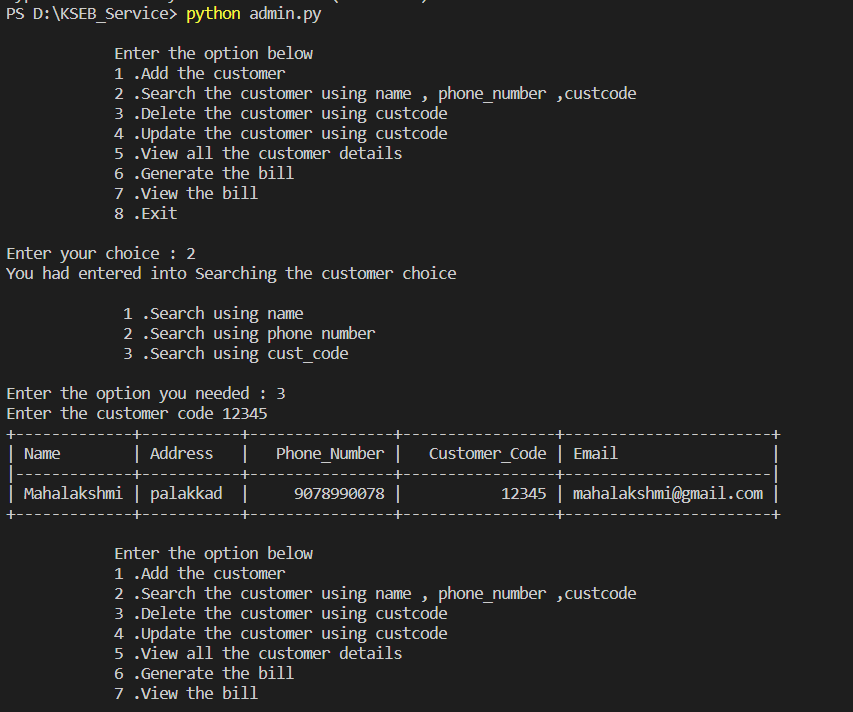 PS D:\KSEB_Service> python admin.py
Enter the option below
1 .Add the customer
2 .Search the customer using name , phone_number ,custcode
3 .Delete the customer using custcode
4 .Update the customer using custcode
5 .View all the customer details
6 .Generate the bill
7 .View the bill
8 .Exit
Enter your choice : 2
You had entered into Searching the customer choice
1 .Search using name
2 .Search using phone number
3 .Search using cust_code
Enter the option you needed : 3
Enter the customer code 12345
+-------------+-----------+----------------+-----------------+-----------------------+
| Name        | Address   |   Phone_Number |   Customer_Code | Email                 |
|-------------+-----------+----------------+-----------------+-----------------------|
| Mahalakshmi | palakkad  |     9078990078 |           12345 | mahalakshmi@gmail.com |
+-------------+-----------+----------------+-----------------+-----------------------+
Enter the option below
1 .Add the customer
2 .Search the customer using name , phone_number ,custcode
3 .Delete the customer using custcode
4 .Update the customer using custcode
5 .View all the customer details
6 .Generate the bill
7 .View the bill